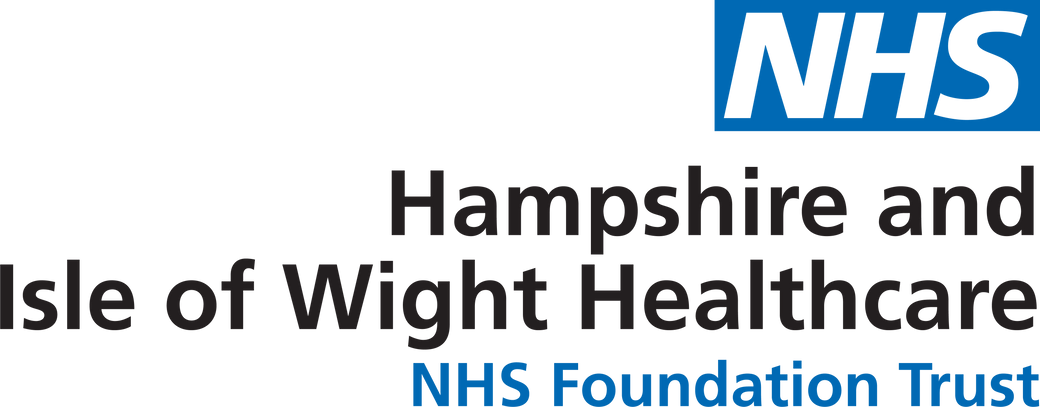 NHS
Hampshire and
Isle of Wight Healthcare
NHS Foundation Trust